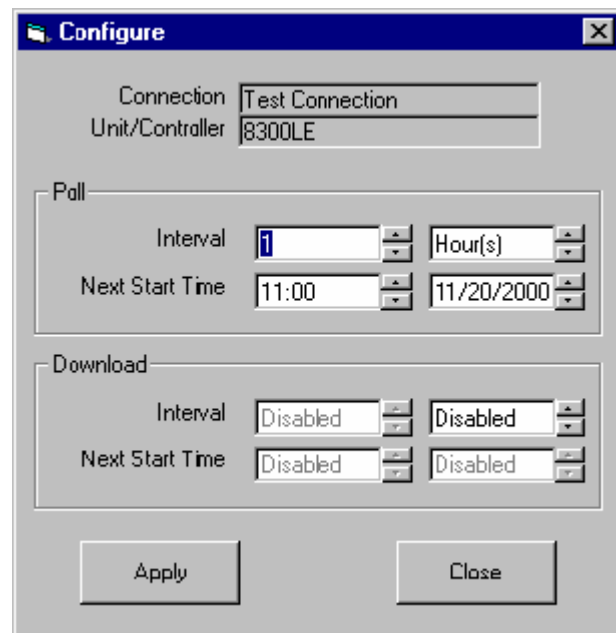 Configure
Connection Test Connection
Unit/Controller 8300LE
Poll
Interval 1 Hour(s)
Next Start Time 11:00 11/20/2000
Download
Interval Disabled Disabled
Next Start Time Disabled Disabled
Apply Close